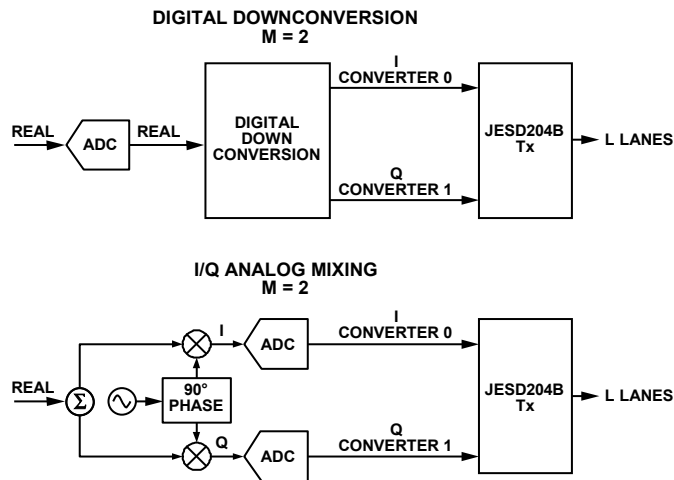 DIGITAL DOWNCONVERSION
M = 2
I
CONVERTER 0
REAL
ADC
REAL
DIGITAL
DOWN
CONVERSION
JESD204B
Tx
L LANES
Q
CONVERTER 1
I/Q ANALOG MIXING
M = 2
I
ADC
I
CONVERTER 0
REAL
Σ
90°
PHASE
JESD204B
Tx
L LANES
Q
ADC
Q
CONVERTER 1